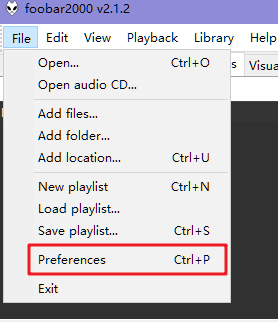 foobar2000 v2.1.2
File Edit View Playback Library Help
Open... Ctrl+O
Open audio CD...
Visua
Add files...
Add folder...
Add location... Ctrl+U
New playlist Ctrl+N
Load playlist...
Save playlist... Ctrl+S
Preferences Ctrl+P
Exit